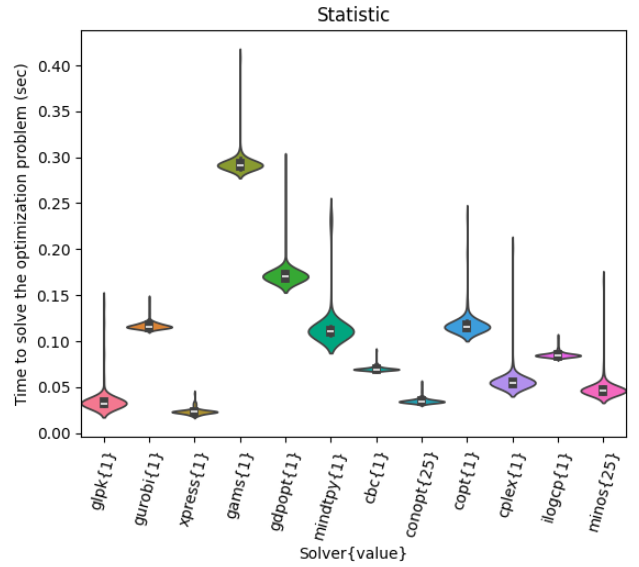 Statistic
Time to solve the optimization problem (sec)
0.40
0.35
0.30
0.25
0.20
0.15
0.10
0.05
0.00
glpk{1}
gurobi{1}
xpress{1}
gams{1}
gdpopt{1}
mindtpy{1}
cbc{1}
conopt{25}
copt{1}
cplex{1}
ilogcp{1}
minos{25}
Solver{value}